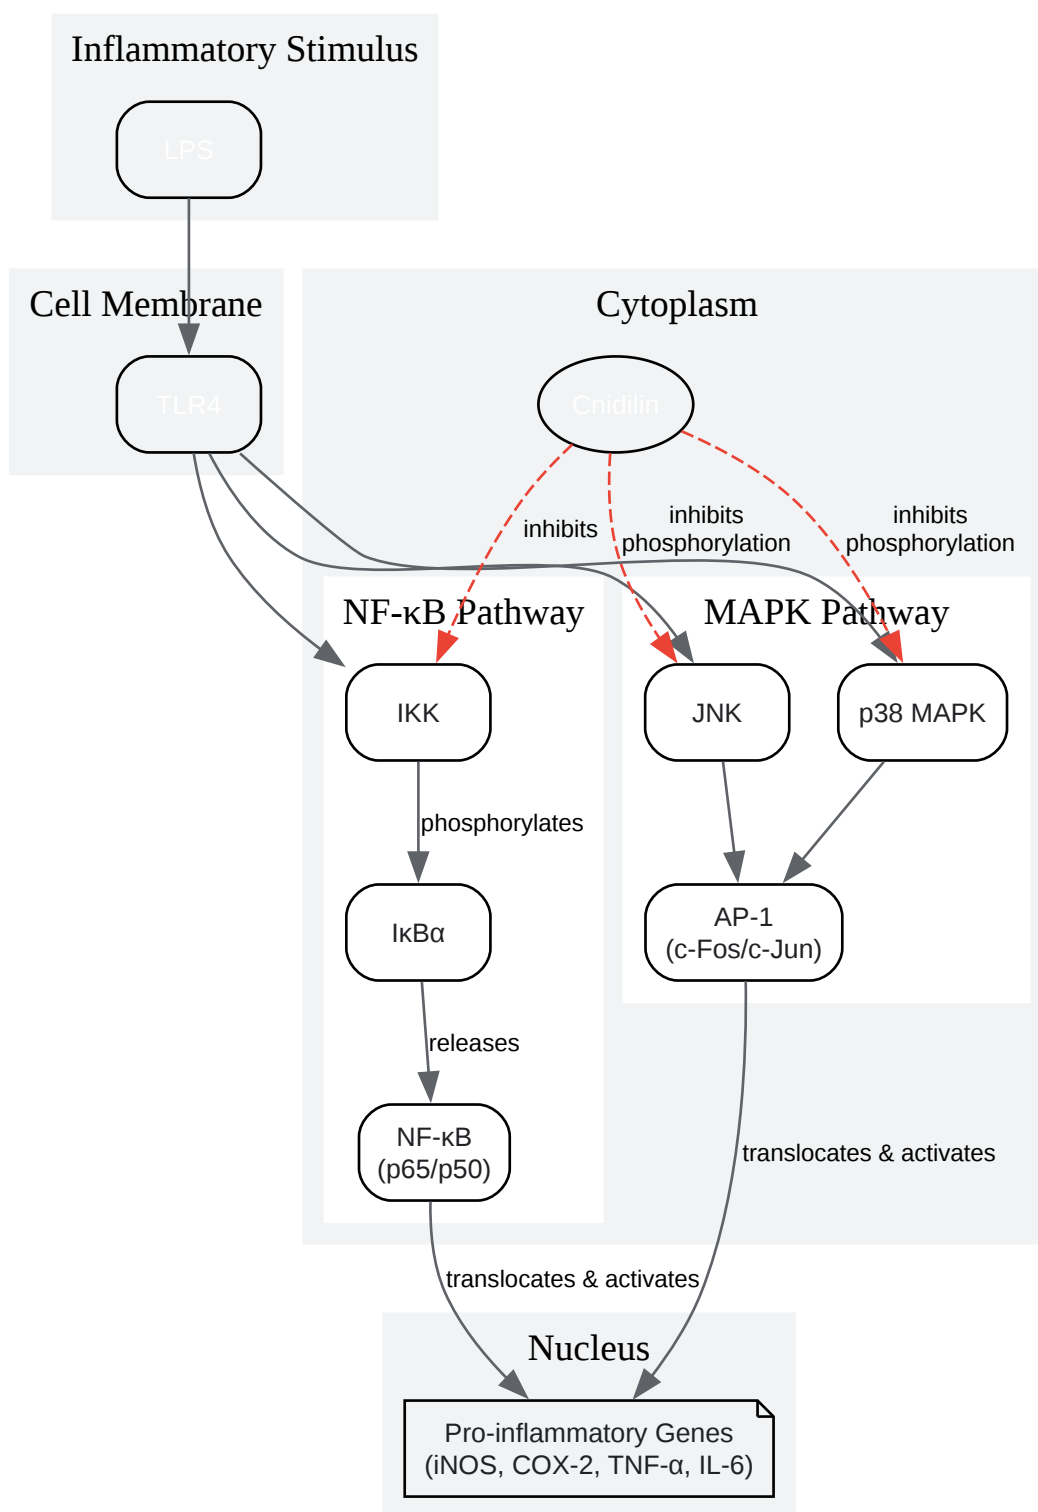 Inflammatory Stimulus
LPS
Cell Membrane
TLR4
Cytoplasm
Cnidilin
inhibits
inhibits
phosphorylation
inhibits
phosphorylation
NF-κB Pathway
IKK
phosphorylates
IκBα
releases
NF-κB
(p65/p50)
MAPK Pathway
JNK
p38 MAPK
AP-1
(c-Fos/c-Jun)
translocates & activates
translocates & activates
Nucleus
Pro-inflammatory Genes
(iNOS, COX-2, TNF-α, IL-6)